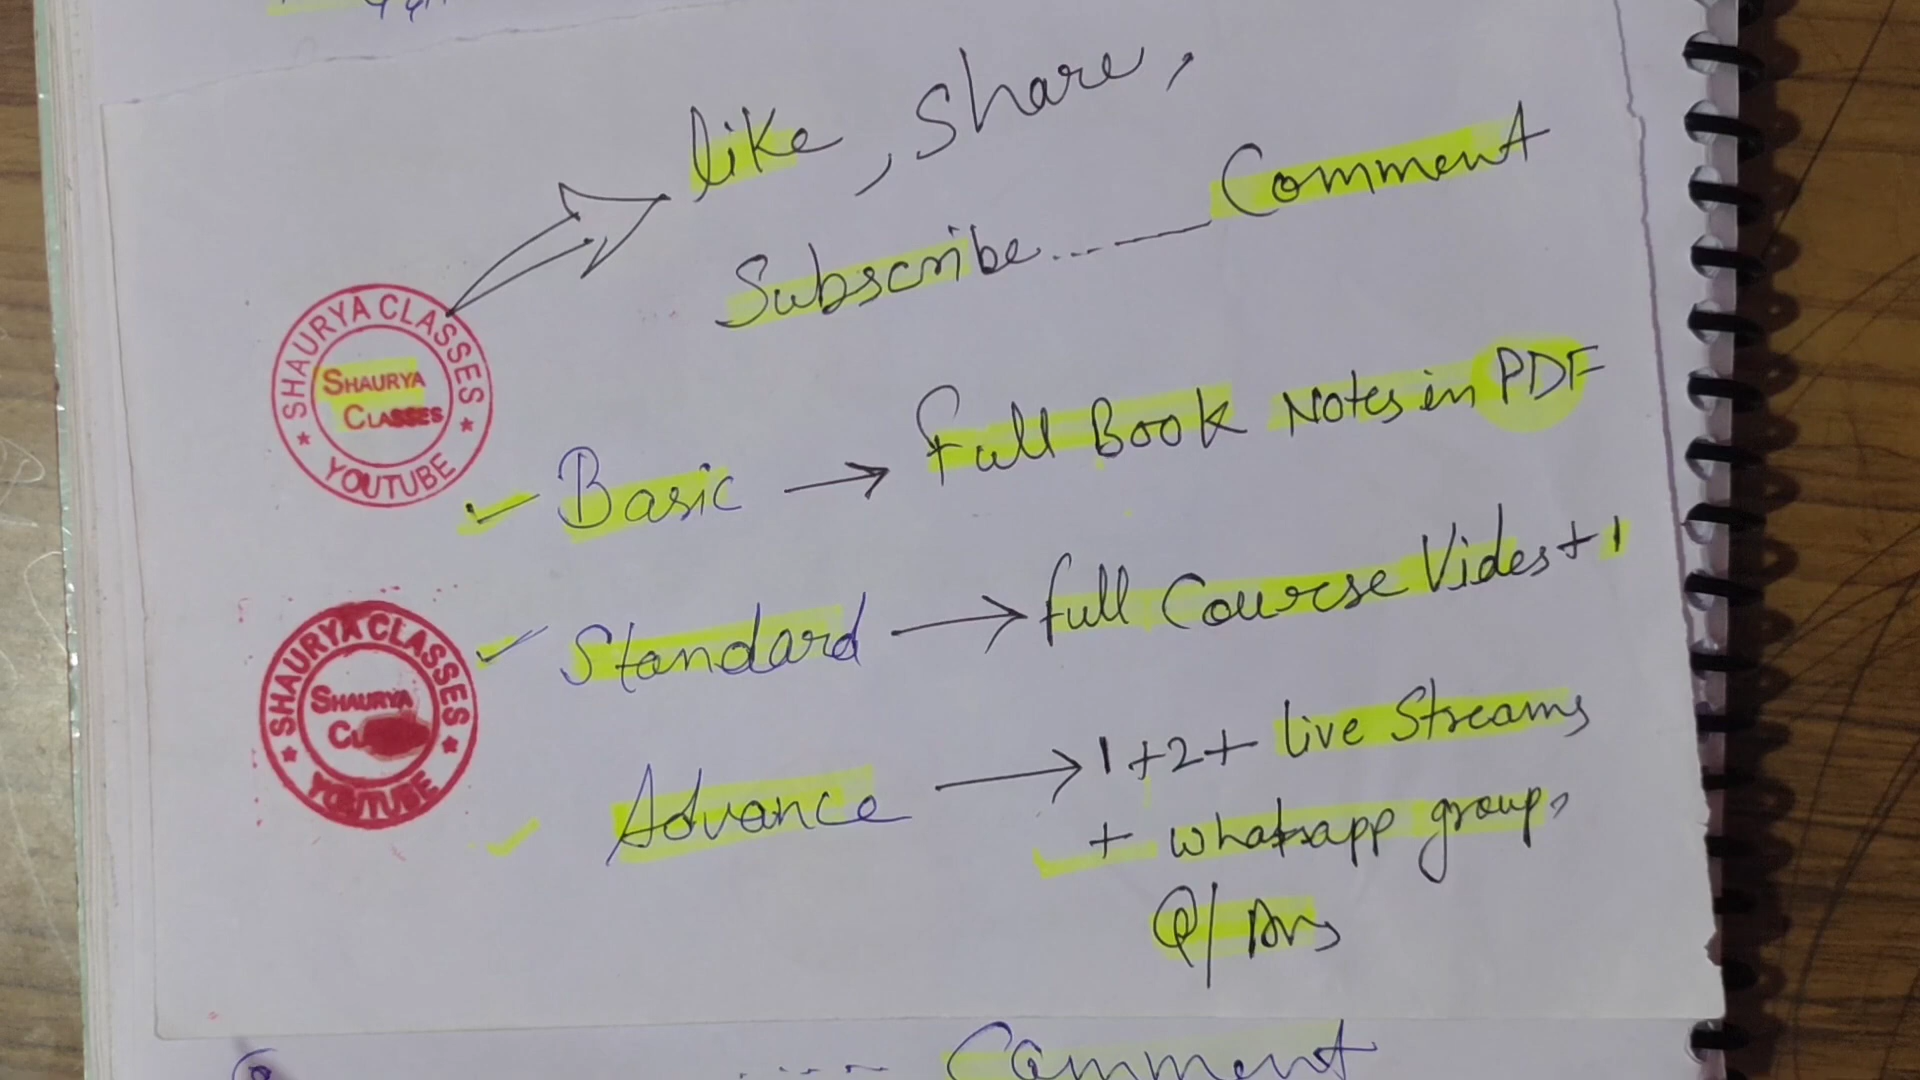 like, share,
Subscribe....---- Comment
SHAURYA CLASSES
SHAURYA
CLASSES
YOUTUBE
Basic → Full Book Notes in PDF
Standard → full Course Vides + 1
SHAURYA CLASSES
SHAURYA
YOUTUBE
Advance → 1+2+ live Streams
+ whatsapp group,
Q/Ans
..... Comment